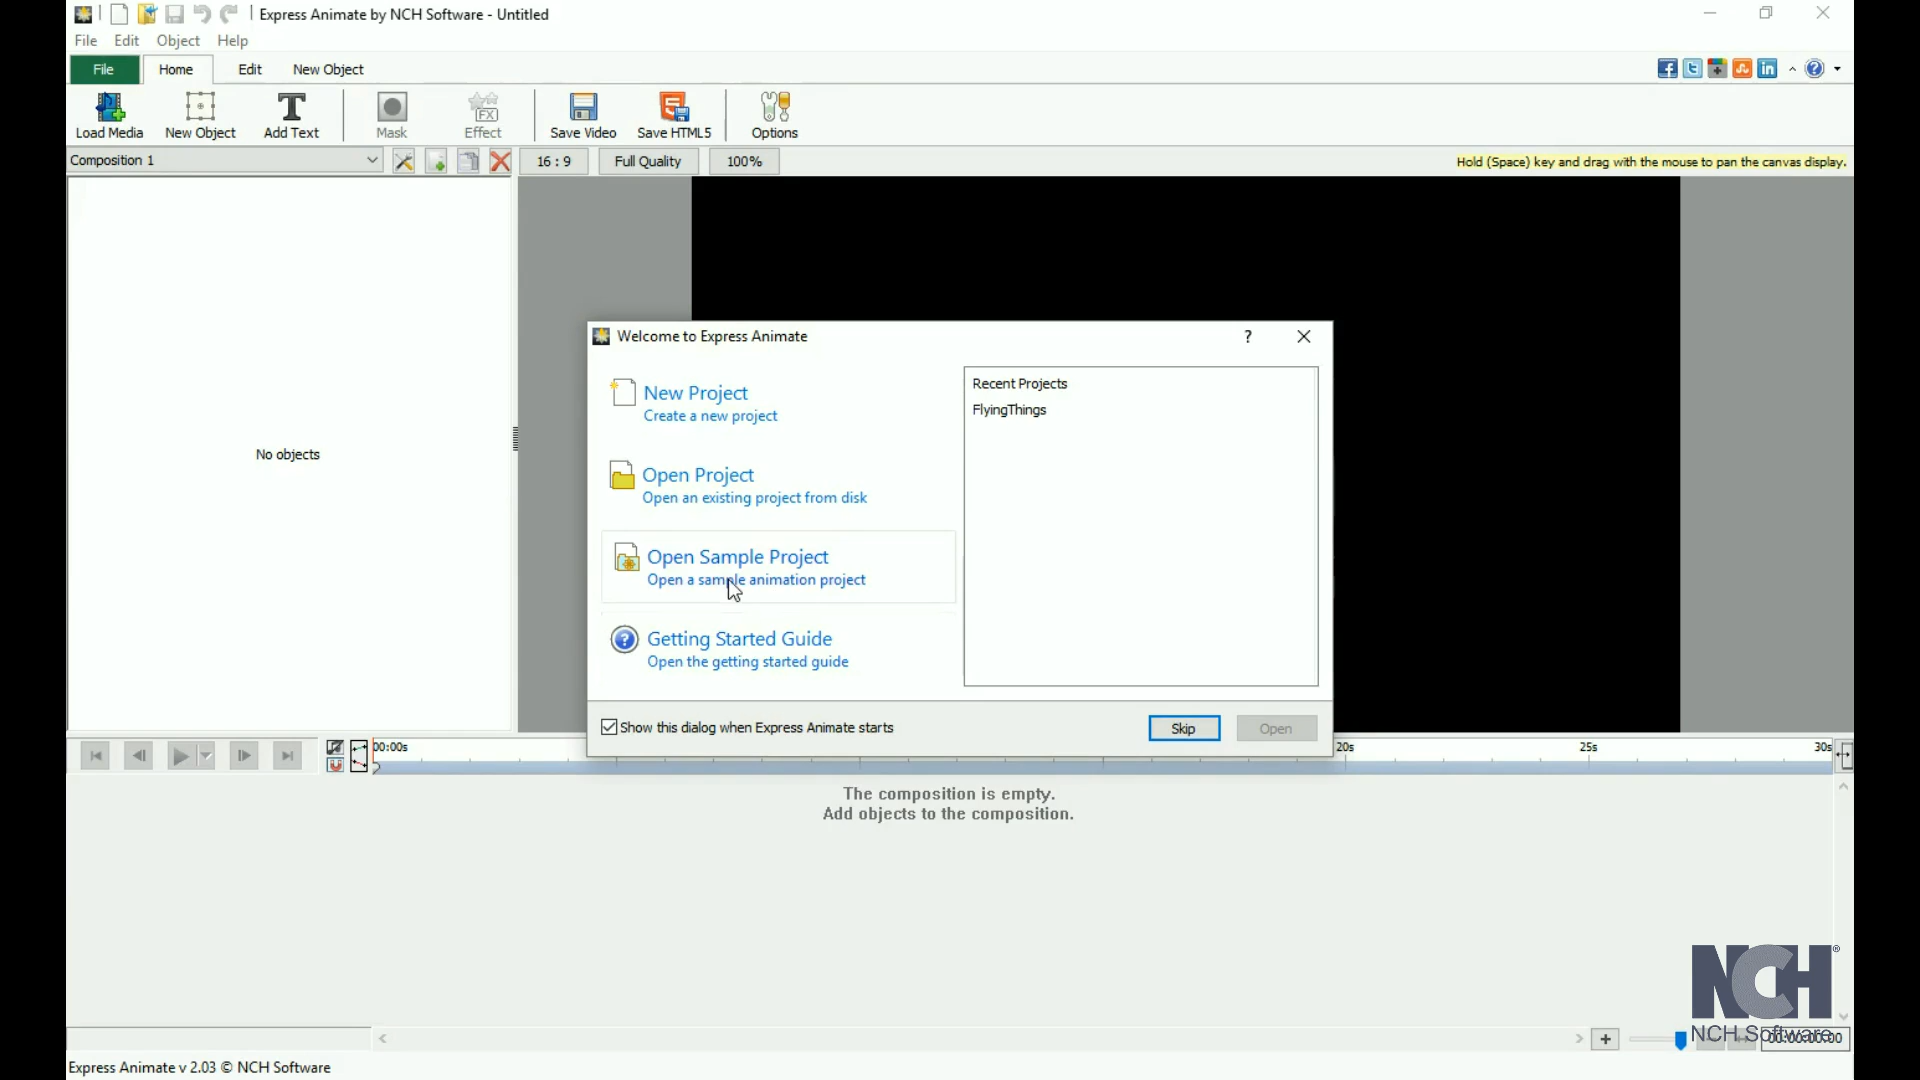 Express Animate by NCH Software - Untitled
File Edit Object Help
File Home Edit New Object
Load Media New Object Add Text Mask Effect Save Video Save HTML5 Options
Composition 1 16 : 9 Full Quality 100% Hold (Space) key and drag with the mouse to pan the canvas display.
No objects
Welcome to Express Animate
New Project
Create a new project
Open Project
Open an existing project from disk
Open Sample Project
Open a sample animation project
Getting Started Guide
Open the getting started guide
Recent Projects
FlyingThings
Show this dialog when Express Animate starts
Skip Open
00:00s 20s 25s 30s
The composition is empty.
Add objects to the composition.
NCH®
NCH Software
Express Animate v 2.03 © NCH Software